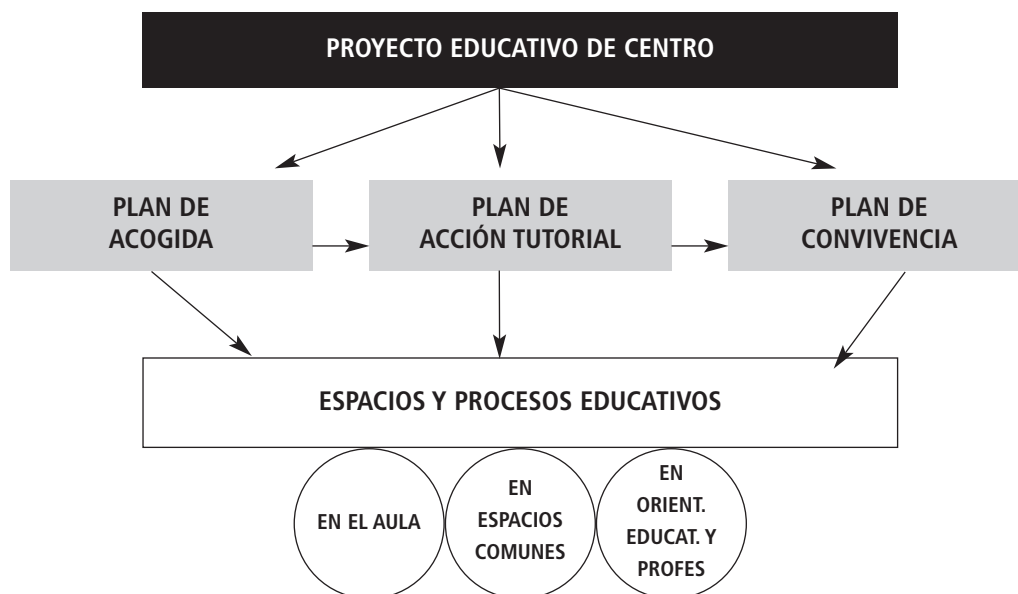 PROYECTO EDUCATIVO DE CENTRO
PLAN DE
ACOGIDA
PLAN DE
ACCIÓN TUTORIAL
PLAN DE
CONVIVENCIA
ESPACIOS Y PROCESOS EDUCATIVOS
EN EL AULA
EN
ESPACIOS
COMUNES
EN
ORIENT.
EDUCAT. Y
PROFES